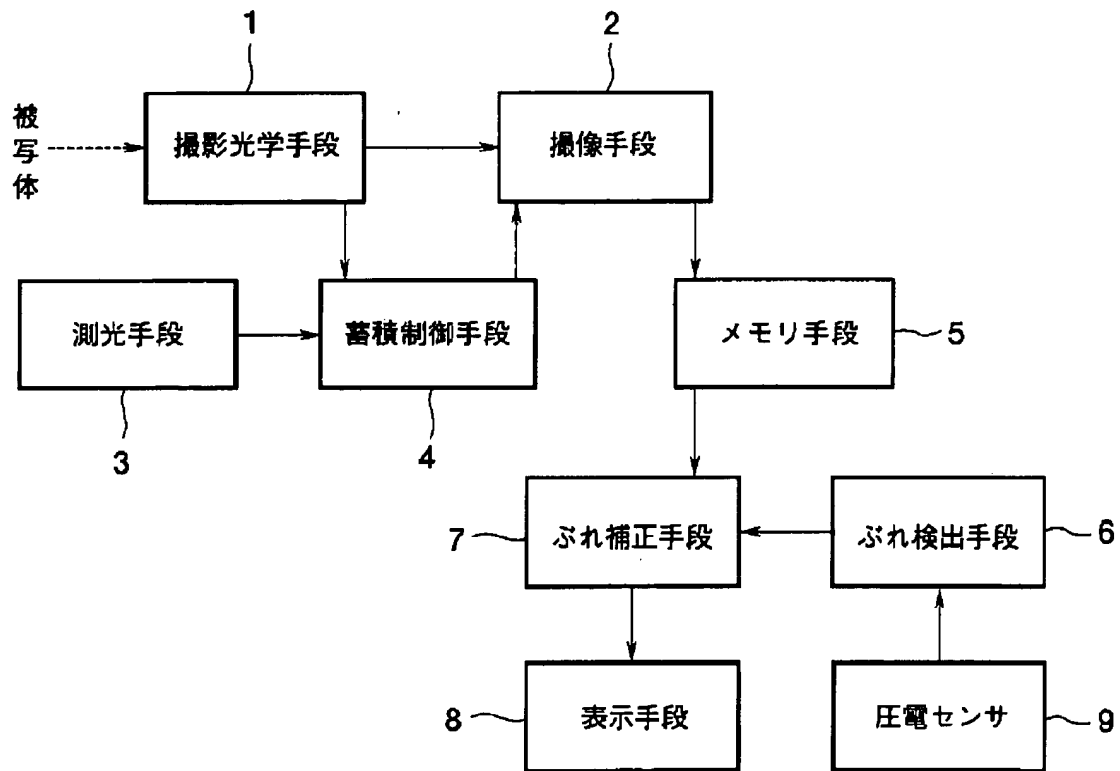 1
2
被写体
撮影光学手段
撮像手段
測光手段
蓄積制御手段
メモリ手段
5
3
4
7
ぶれ補正手段
ぶれ検出手段
6
8
表示手段
圧電センサ
9